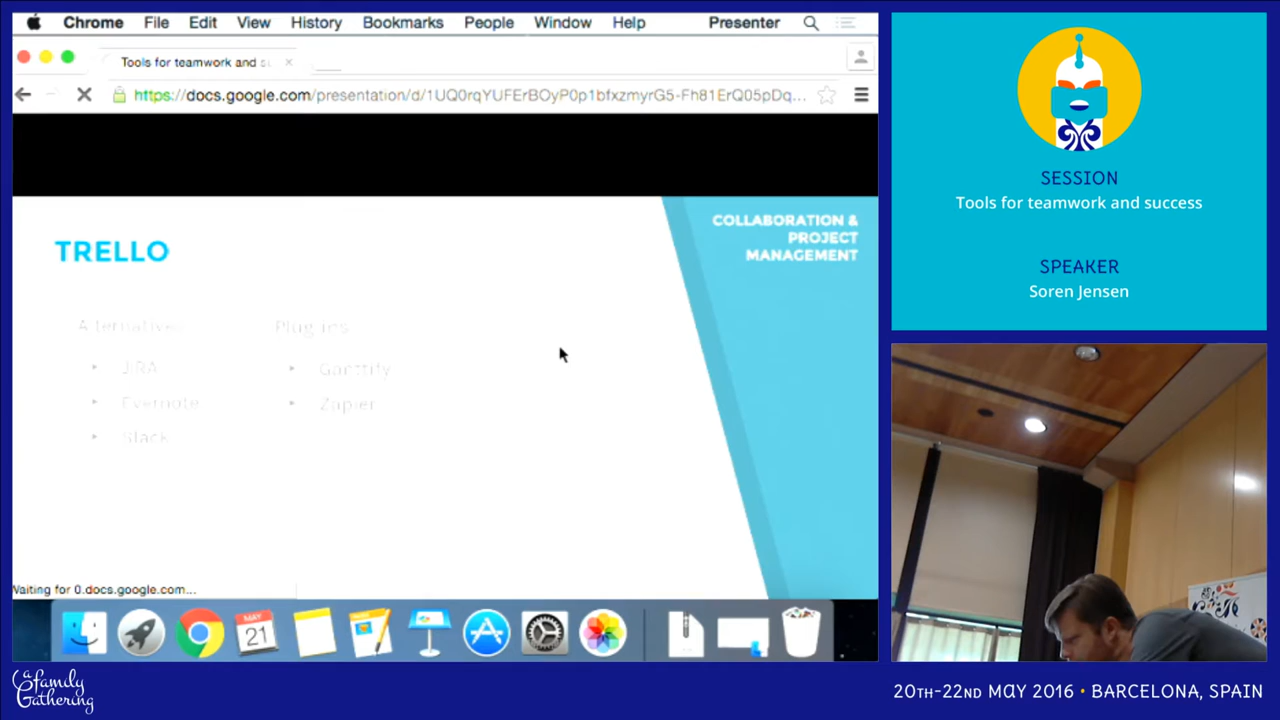 Chrome File Edit View History Bookmarks People Window Help Presenter
Tools for teamwork and su
https://docs.google.com/presentation/d/1UQ0rqYUFErBOyP0p1bfxzmyrG5-Fh81ErQ05pDq...
COLLABORATION &
PROJECT
MANAGEMENT
TRELLO
Alternatives
JIRA
Evernote
Slack
Plug-ins
Ganttify
Zapier
Waiting for 0.docs.google.com...
MAY
21
SESSION
Tools for teamwork and success
SPEAKER
Soren Jensen
a Family
Gathering
20TH-22ND MAY 2016 • BARCELONA, SPAIN